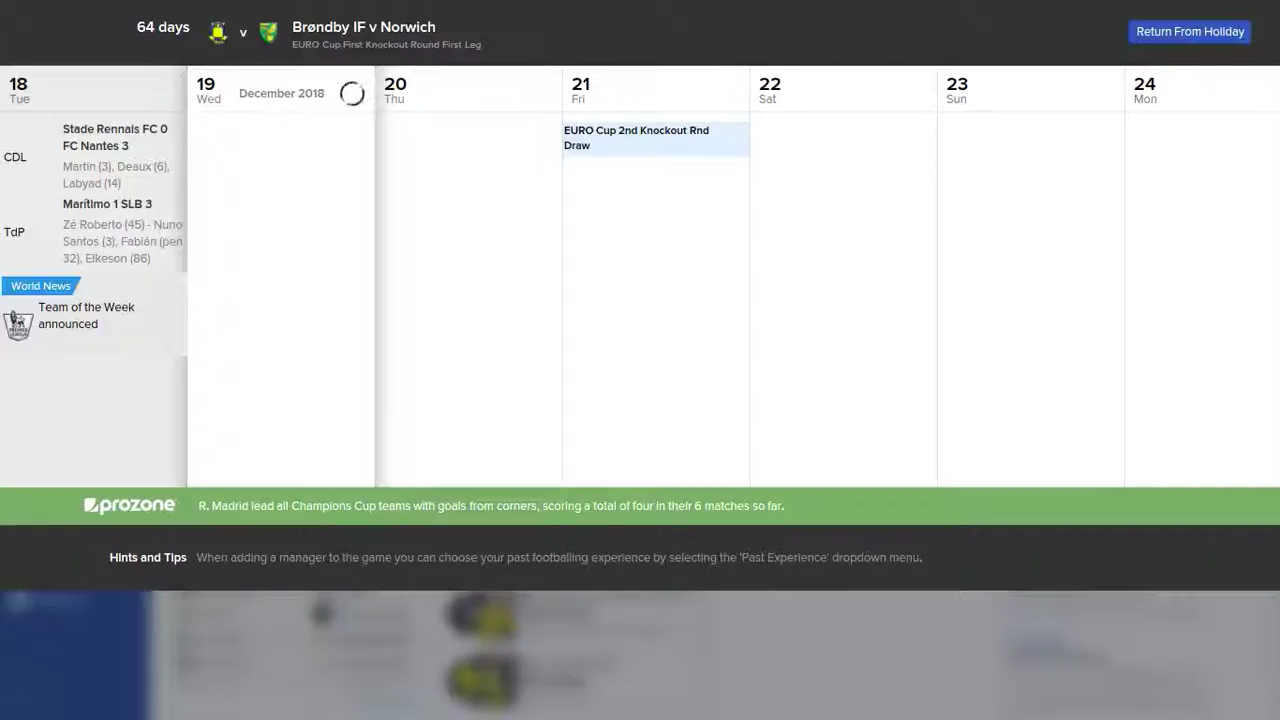 64 days
v
Brøndby IF v Norwich
EURO Cup First Knockout Round First Leg
Return From Holiday
18
Tue
19
Wed
December 2018
20
Thu
21
Fri
22
Sat
23
Sun
24
Mon
CDL
Stade Rennais FC 0
FC Nantes 3
Martin (3), Deaux (6),
Labyad (14)
TdP
Marítimo 1 SLB 3
Zé Roberto (45) - Nuno
Santos (3), Fabián (pen
32), Elkeson (86)
World News
Team of the Week
announced
EURO Cup 2nd Knockout Rnd
Draw
prozone
R. Madrid lead all Champions Cup teams with goals from corners, scoring a total of four in their 6 matches so far.
Hints and Tips
When adding a manager to the game you can choose your past footballing experience by selecting the 'Past Experience' dropdown menu.